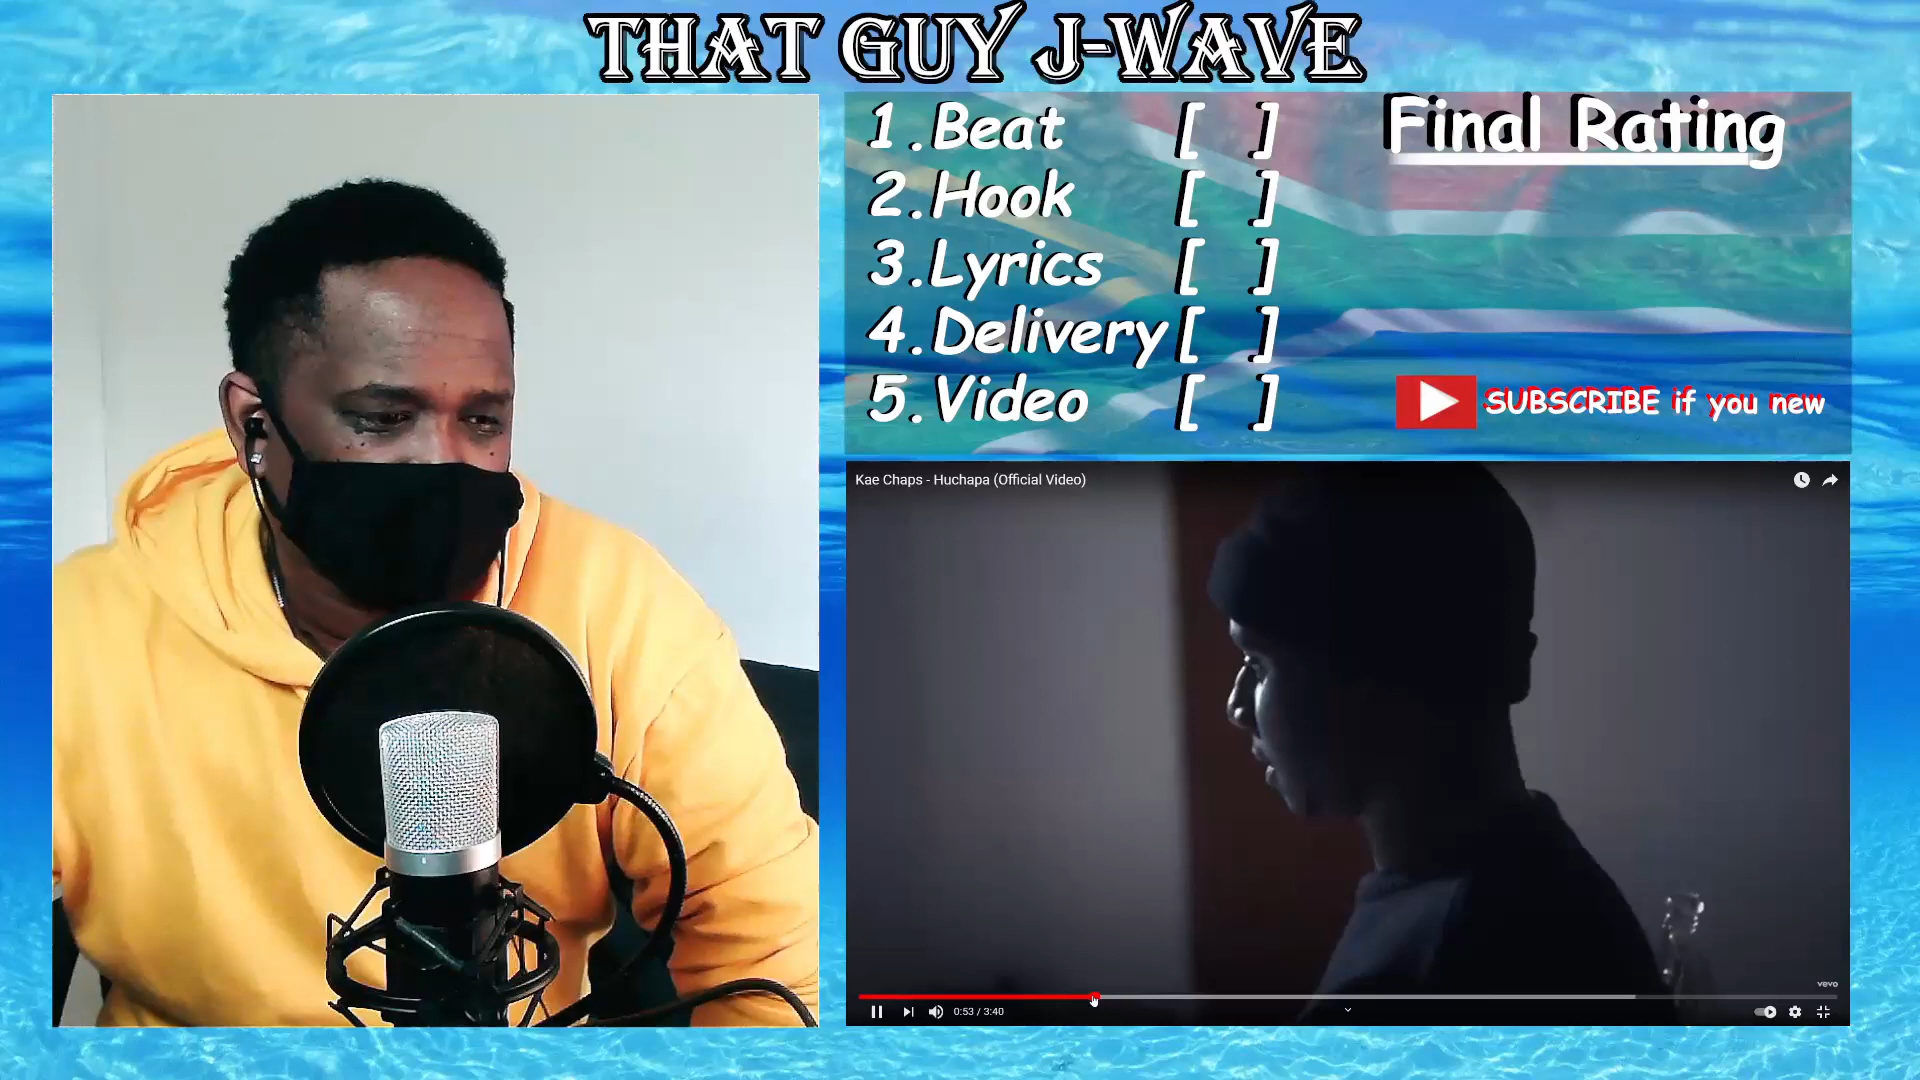 THAT GUY J-WAVE
1.Beat [ ]
2.Hook [ ]
3.Lyrics [ ]
4.Delivery [ ]
5.Video [ ]
Final Rating
SUBSCRIBE if you new
Kae Chaps - Huchapa (Official Video)
vevo
0:53 / 3:40